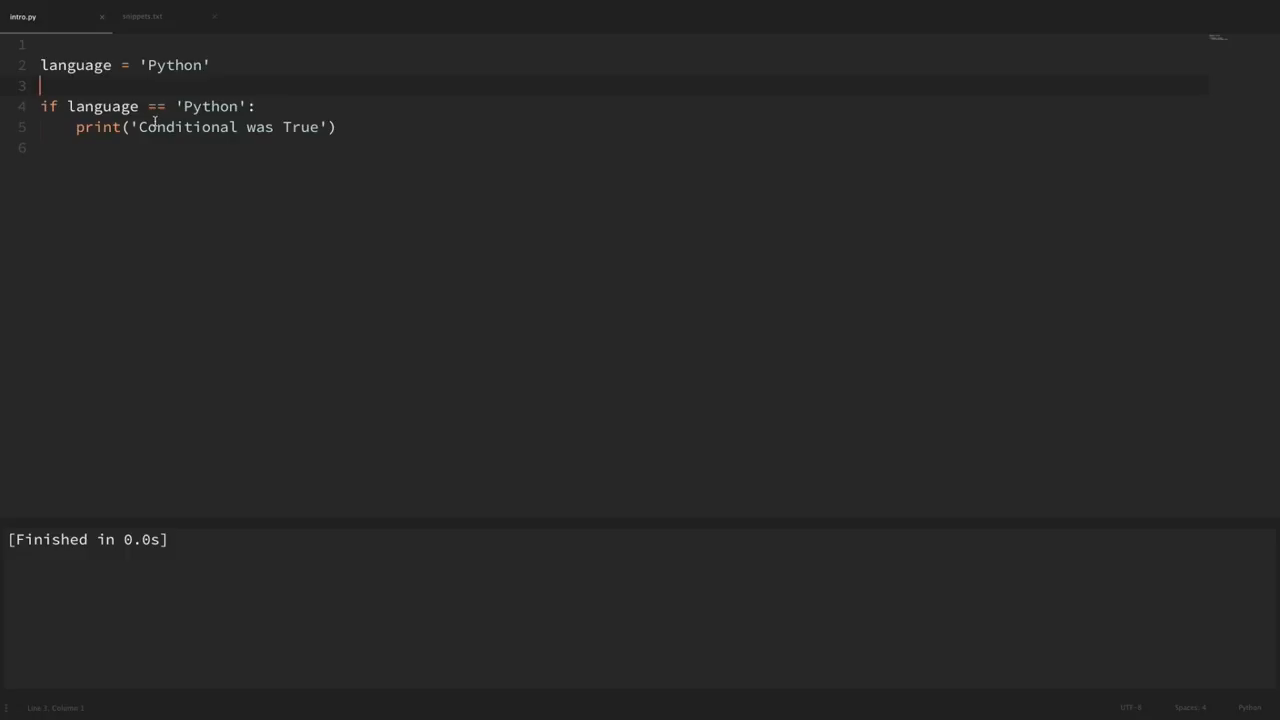 intro.py × snippets.txt ×
1
2 language = 'Python'
3
4 if language == 'Python':
5 print('Conditional was True')
6
[Finished in 0.0s]
Line 3, Column 1 UTF-8 Spaces: 4 Python